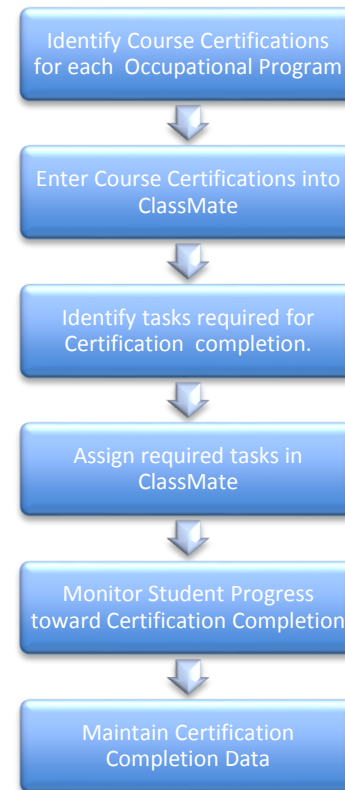 Identify Course Certifications
for each Occupational Program
Enter Course Certifications into
ClassMate
Identify tasks required for
Certification completion.
Assign required tasks in
ClassMate
Monitor Student Progress
toward Certification Completion
Maintain Certification
Completion Data